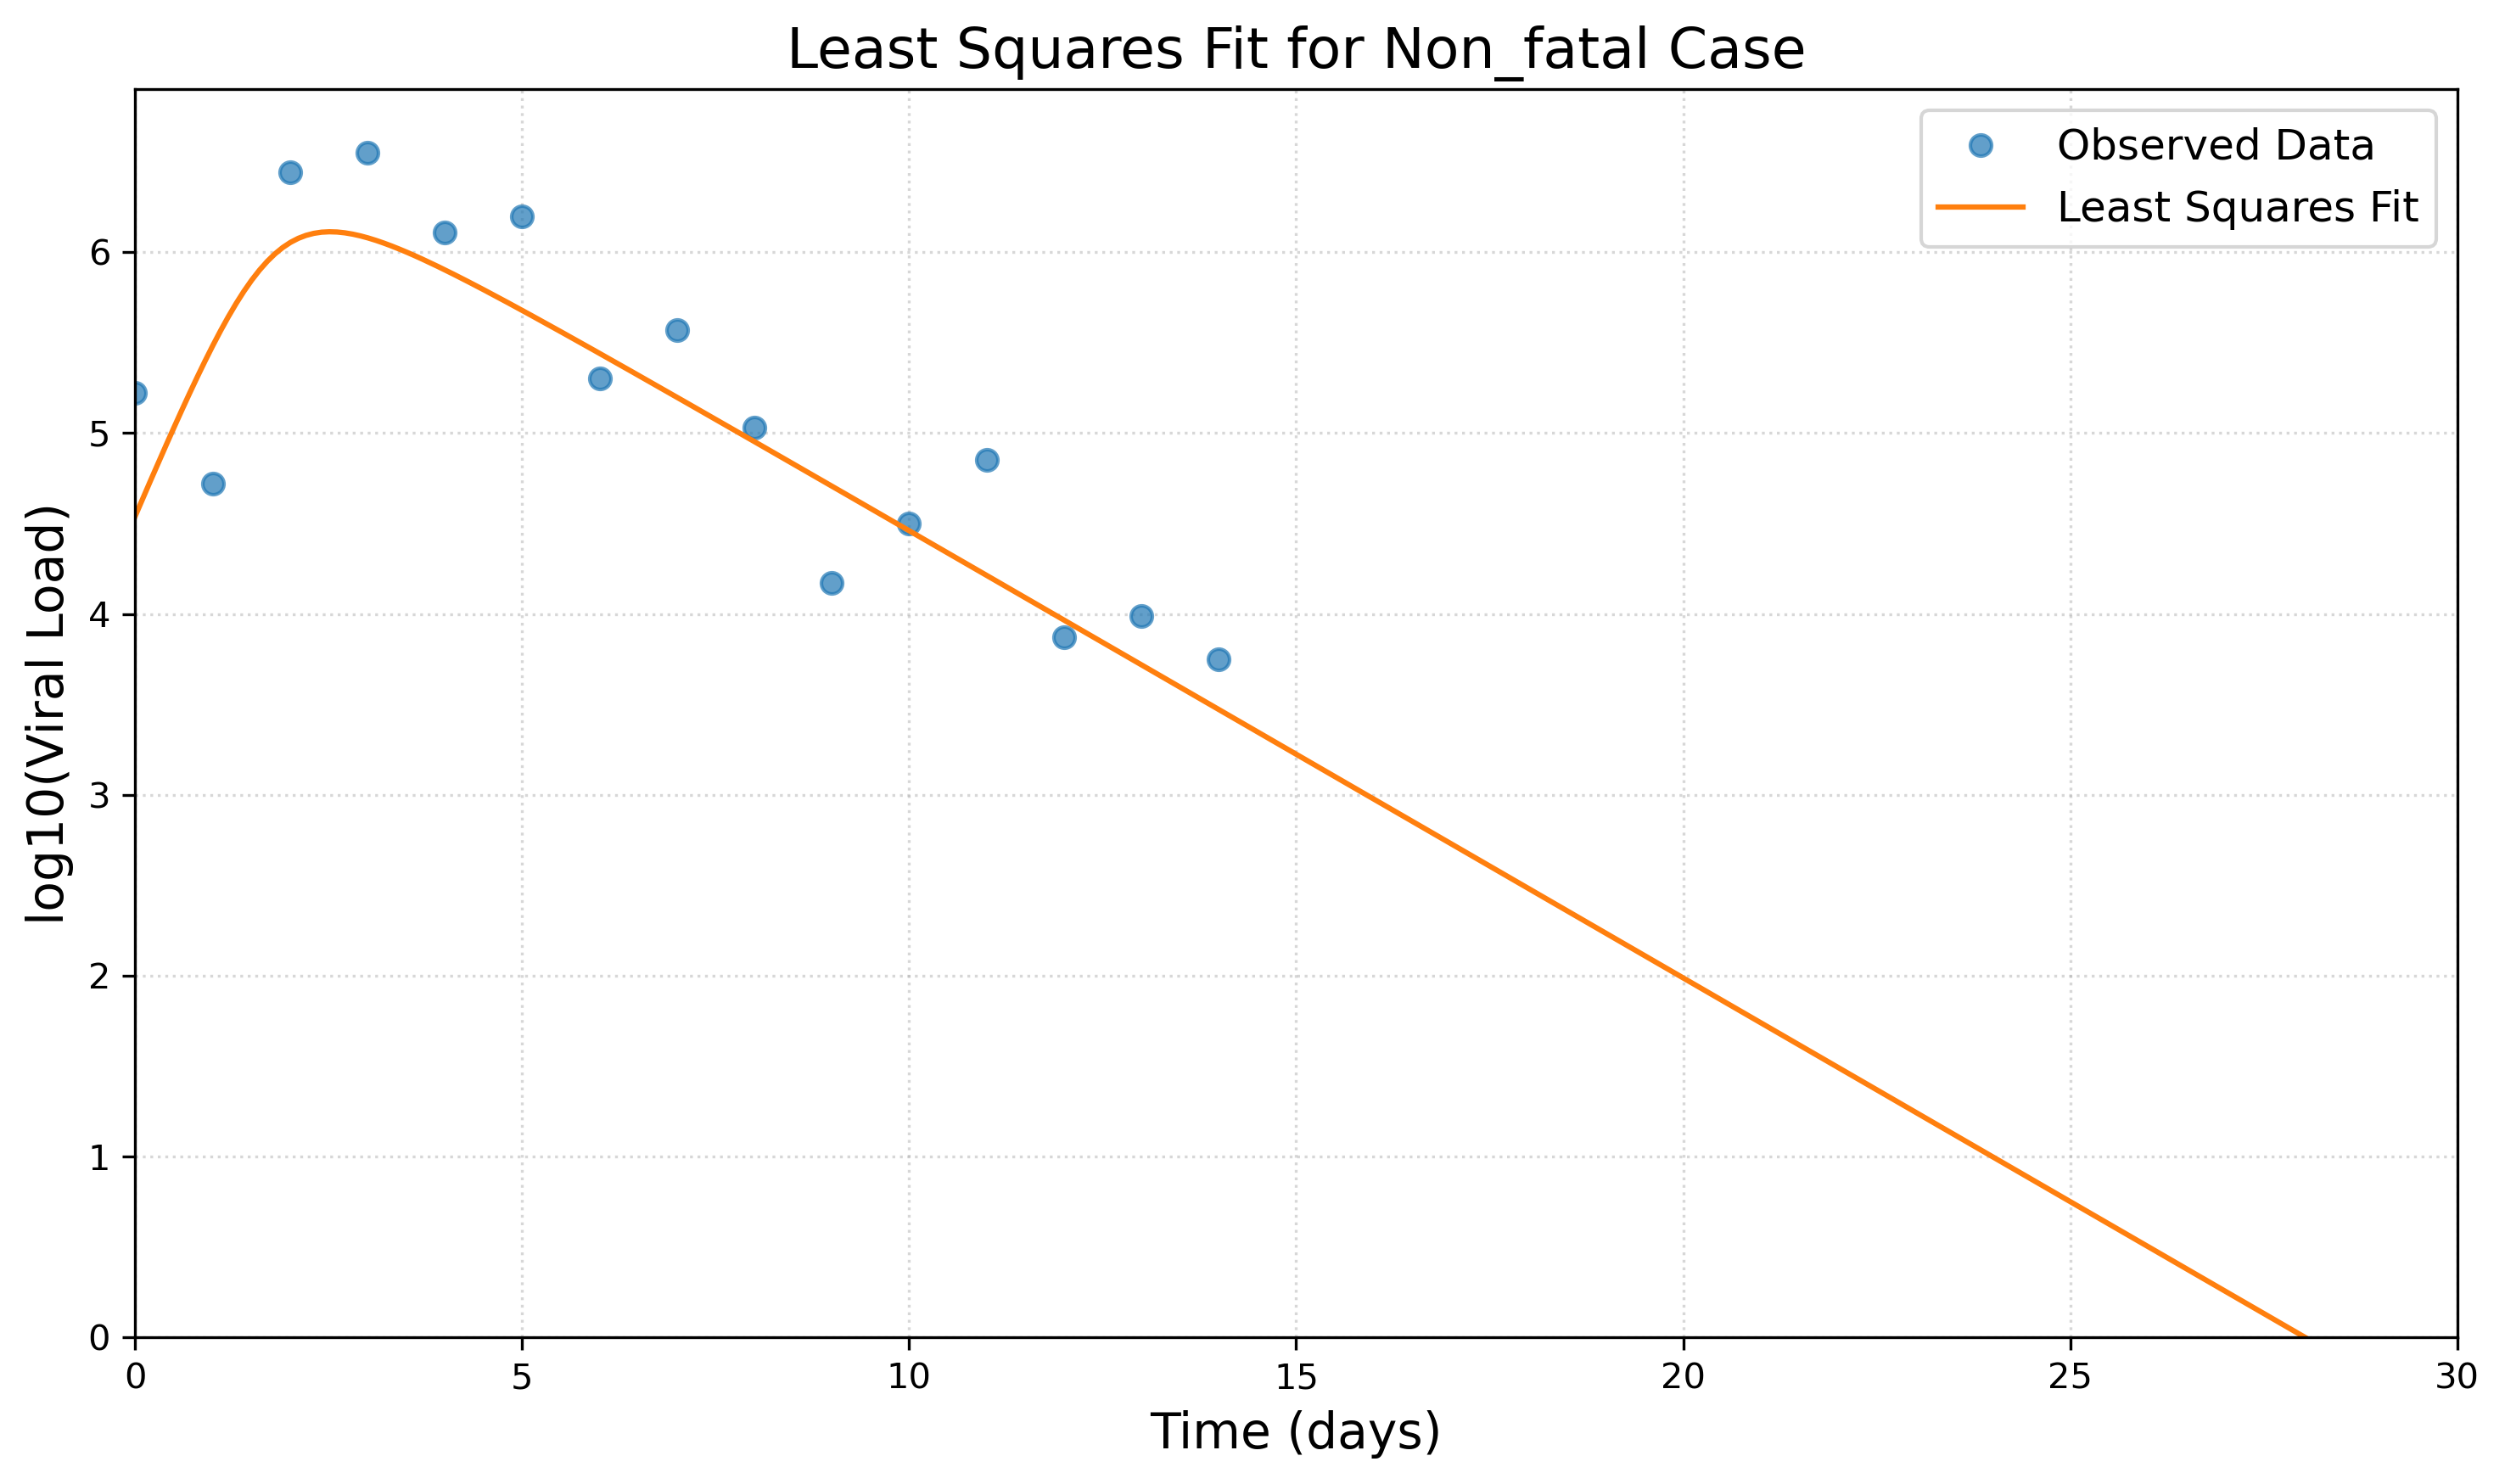 Least Squares Fit for Non_fatal Case
Observed Data
Least Squares Fit
log10(Viral Load)
6
5
4
3
2
1
0
0 5 10 15 20 25 30
Time (days)